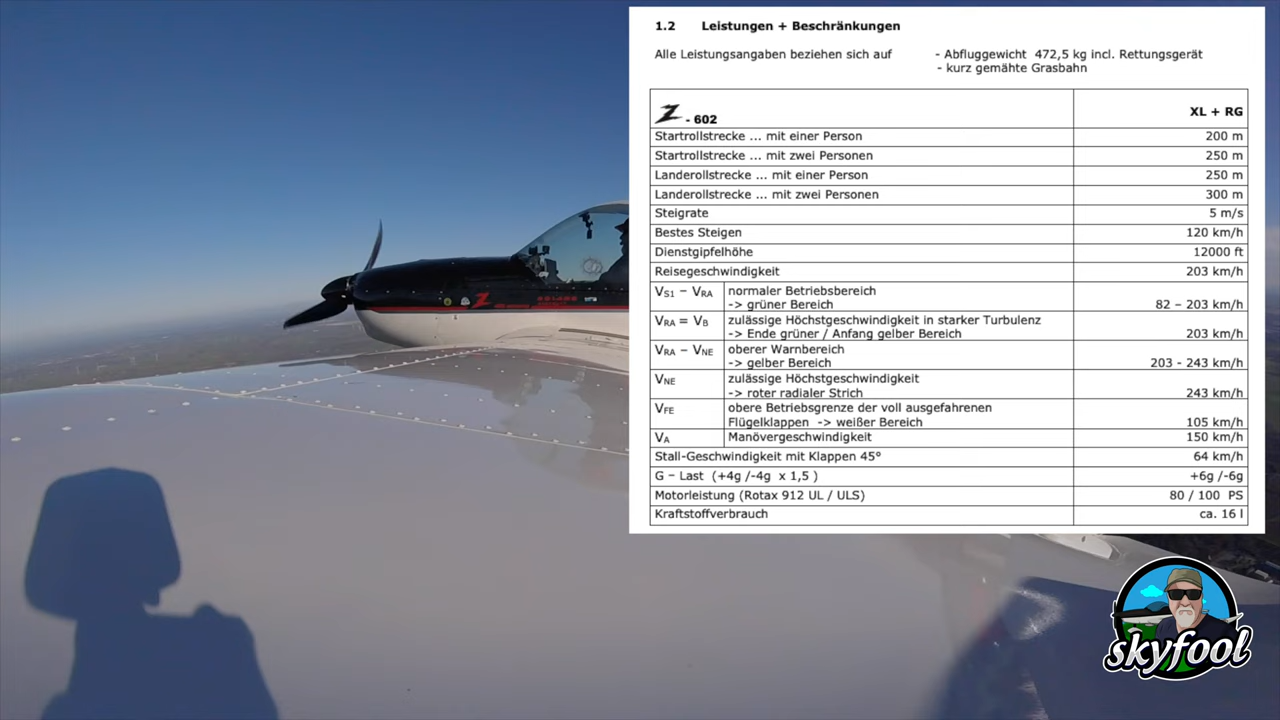 1.2 Leistungen + Beschränkungen
Alle Leistungsangaben beziehen sich auf - Abfluggewicht 472,5 kg incl. Rettungsgerät
- kurz gemähte Grasbahn
Z - 602 XL + RG
Startrollstrecke ... mit einer Person 200 m
Startrollstrecke ... mit zwei Personen 250 m
Landerollstrecke ... mit einer Person 250 m
Landerollstrecke ... mit zwei Personen 300 m
Steigrate 5 m/s
Bestes Steigen 120 km/h
Dienstgipfelhöhe 12000 ft
Reisegeschwindigkeit 203 km/h
VS1 – VRA normaler Betriebsbereich
-> grüner Bereich 82 – 203 km/h
VRA = VB zulässige Höchstgeschwindigkeit in starker Turbulenz
-> Ende grüner / Anfang gelber Bereich 203 km/h
VRA – VNE oberer Warnbereich
-> gelber Bereich 203 - 243 km/h
VNE zulässige Höchstgeschwindigkeit
-> roter radialer Strich 243 km/h
VFE obere Betriebsgrenze der voll ausgefahrenen
Flügelklappen -> weißer Bereich 105 km/h
VA Manövergeschwindigkeit 150 km/h
Stall-Geschwindigkeit mit Klappen 45° 64 km/h
G – Last (+4g /-4g x 1,5 ) +6g /-6g
Motorleistung (Rotax 912 UL / ULS) 80 / 100 PS
Kraftstoffverbrauch ca. 16 l
skyfool